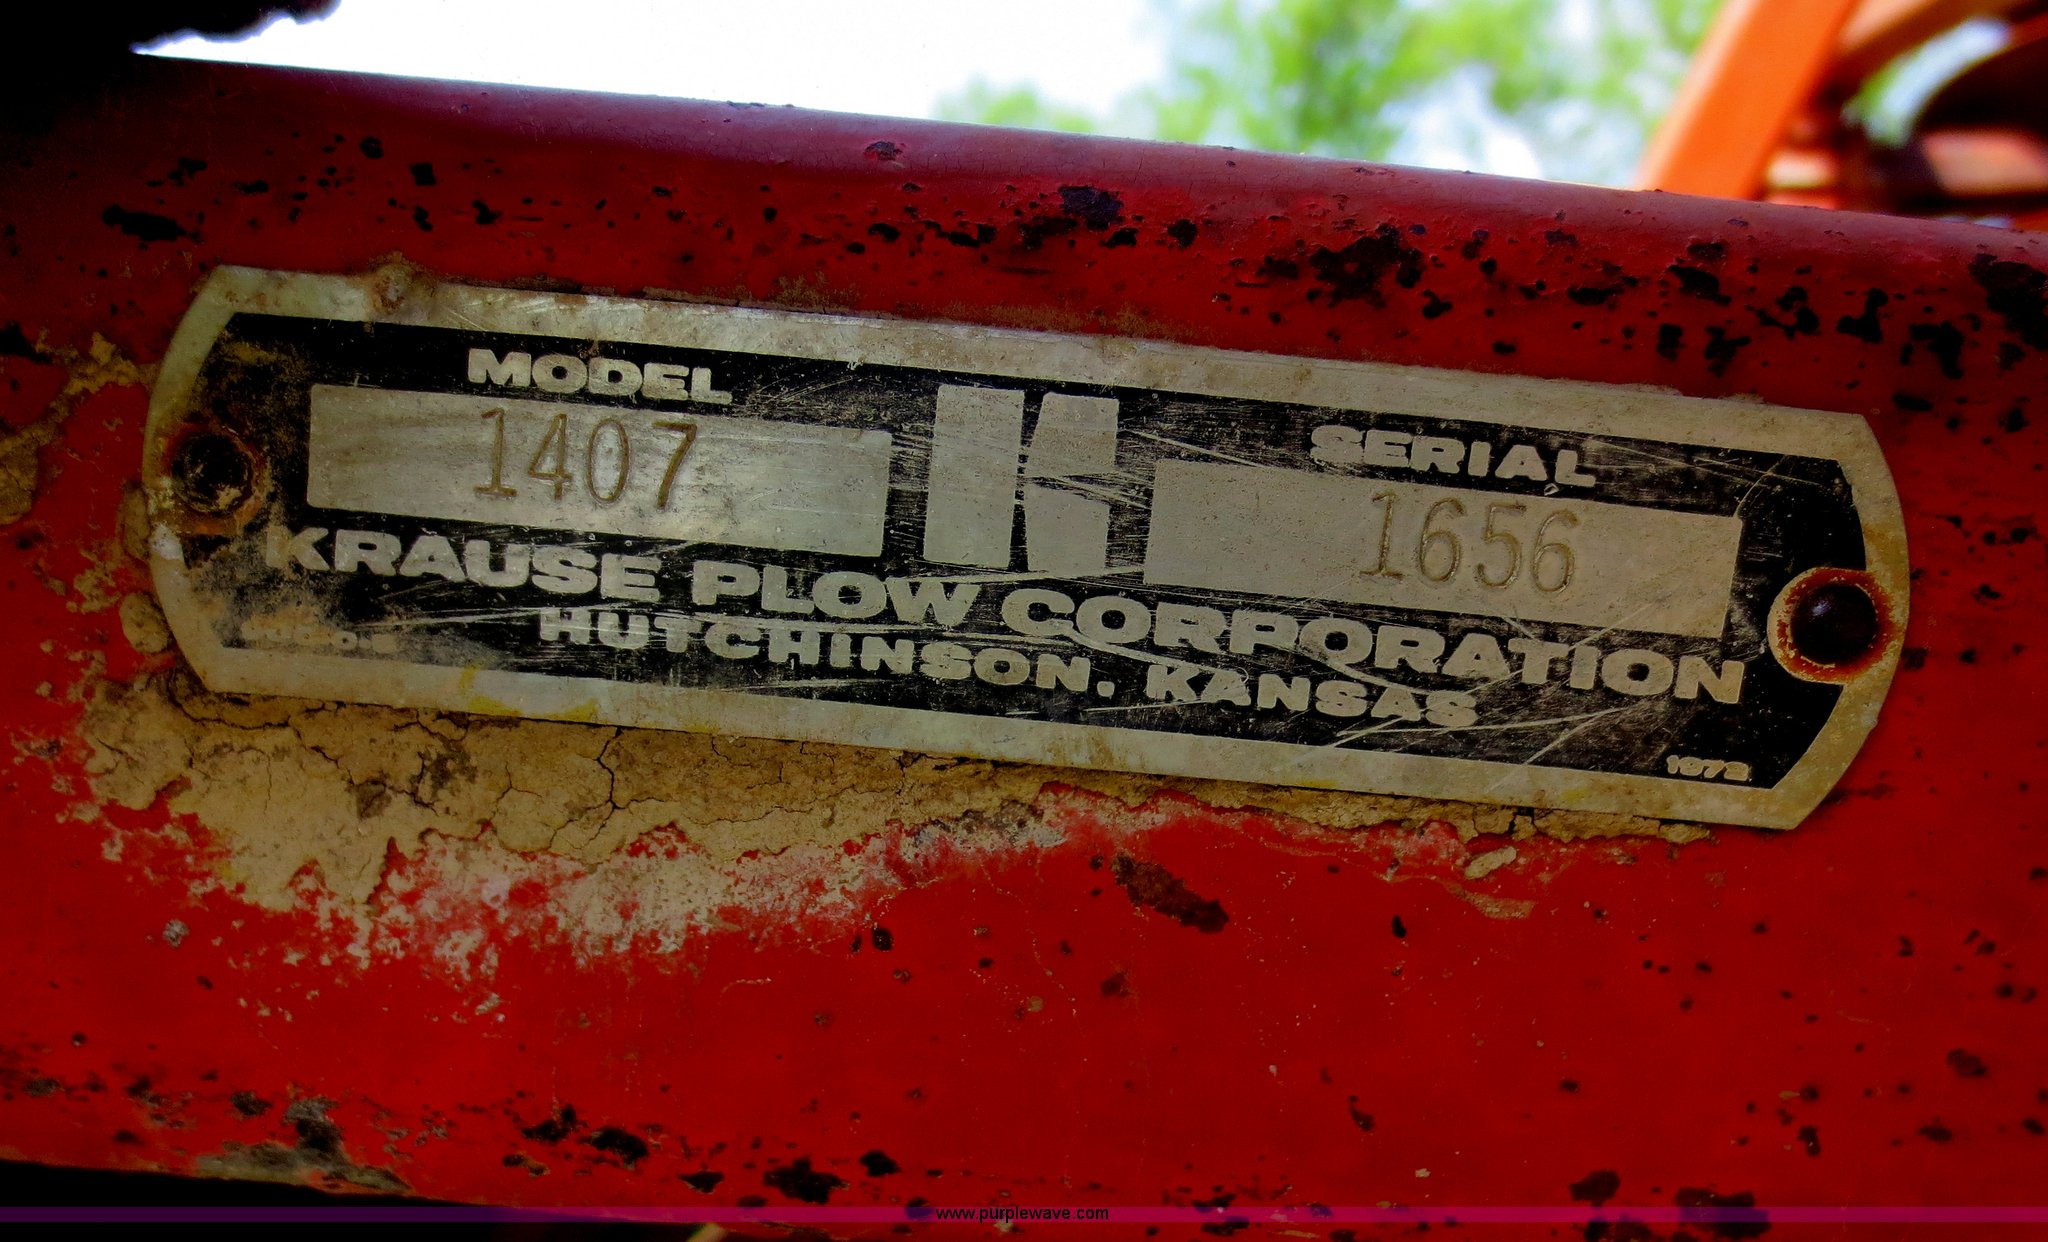 MODEL
1407
K
SERIAL
1656
KRAUSE PLOW CORPORATION
HUTCHINSON, KANSAS
www.purplewave.com